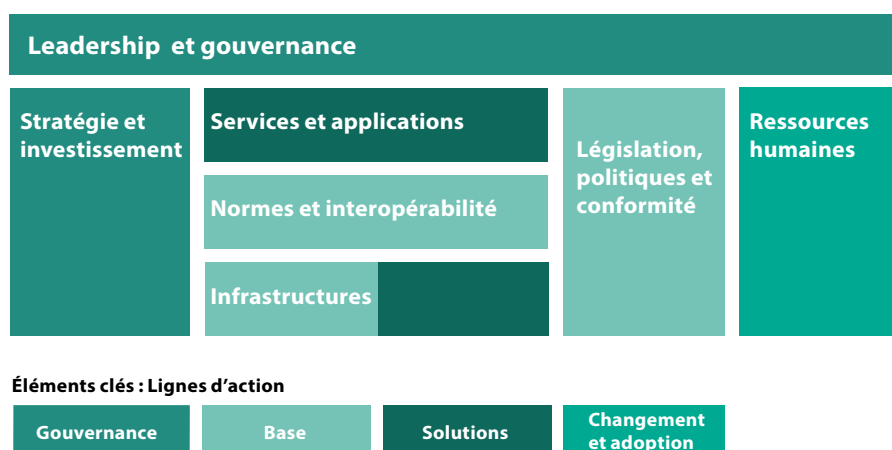 Leadership et gouvernance
Stratégie et
investissement
Services et applications
Normes et interopérabilité
Infrastructures
Législation,
politiques et
conformité
Ressources
humaines
Éléments clés : Lignes d'action
Gouvernance
Base
Solutions
Changement
et adoption